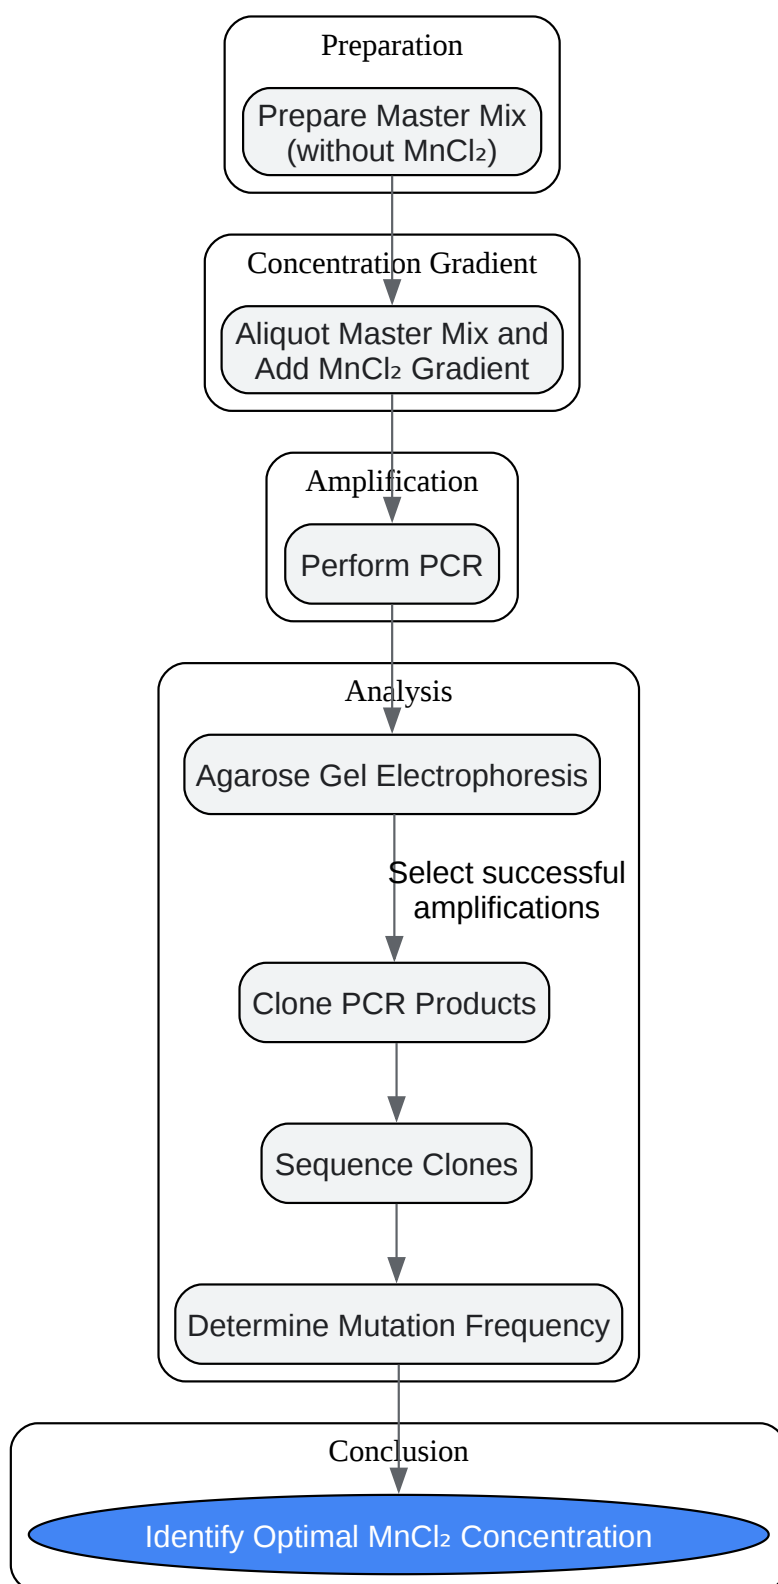 Preparation
Prepare Master Mix
(without MnCl₂)
Concentration Gradient
Aliquot Master Mix and
Add MnCl₂ Gradient
Amplification
Perform PCR
Analysis
Agarose Gel Electrophoresis
Select successful
amplifications
Clone PCR Products
Sequence Clones
Determine Mutation Frequency
Conclusion
Identify Optimal MnCl₂ Concentration